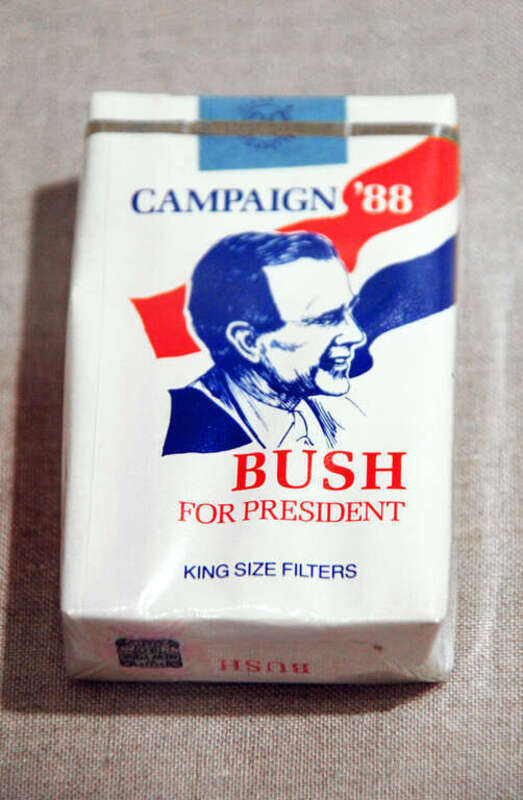 CAMPAIGN '88
BUSH
FOR PRESIDENT
KING SIZE FILTERS
BUSH